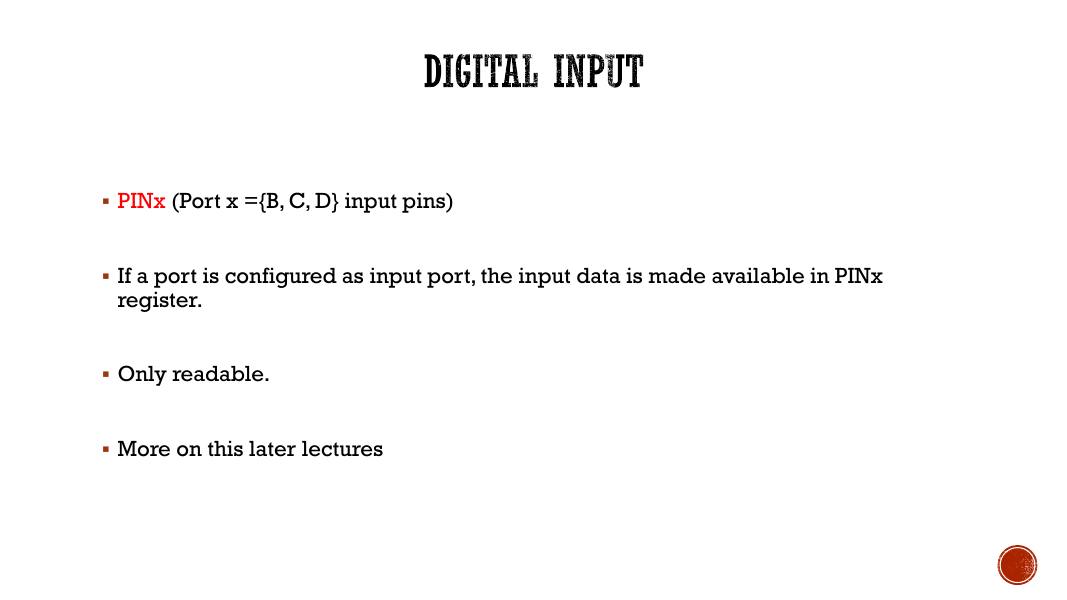 DIGITAL INPUT
▪ PINx (Port x ={B, C, D} input pins)
▪ If a port is configured as input port, the input data is made available in PINx
register.
▪ Only readable.
▪ More on this later lectures